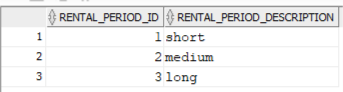 RENTAL_PERIOD_ID RENTAL_PERIOD_DESCRIPTION
1 1 short
2 2 medium
3 3 long